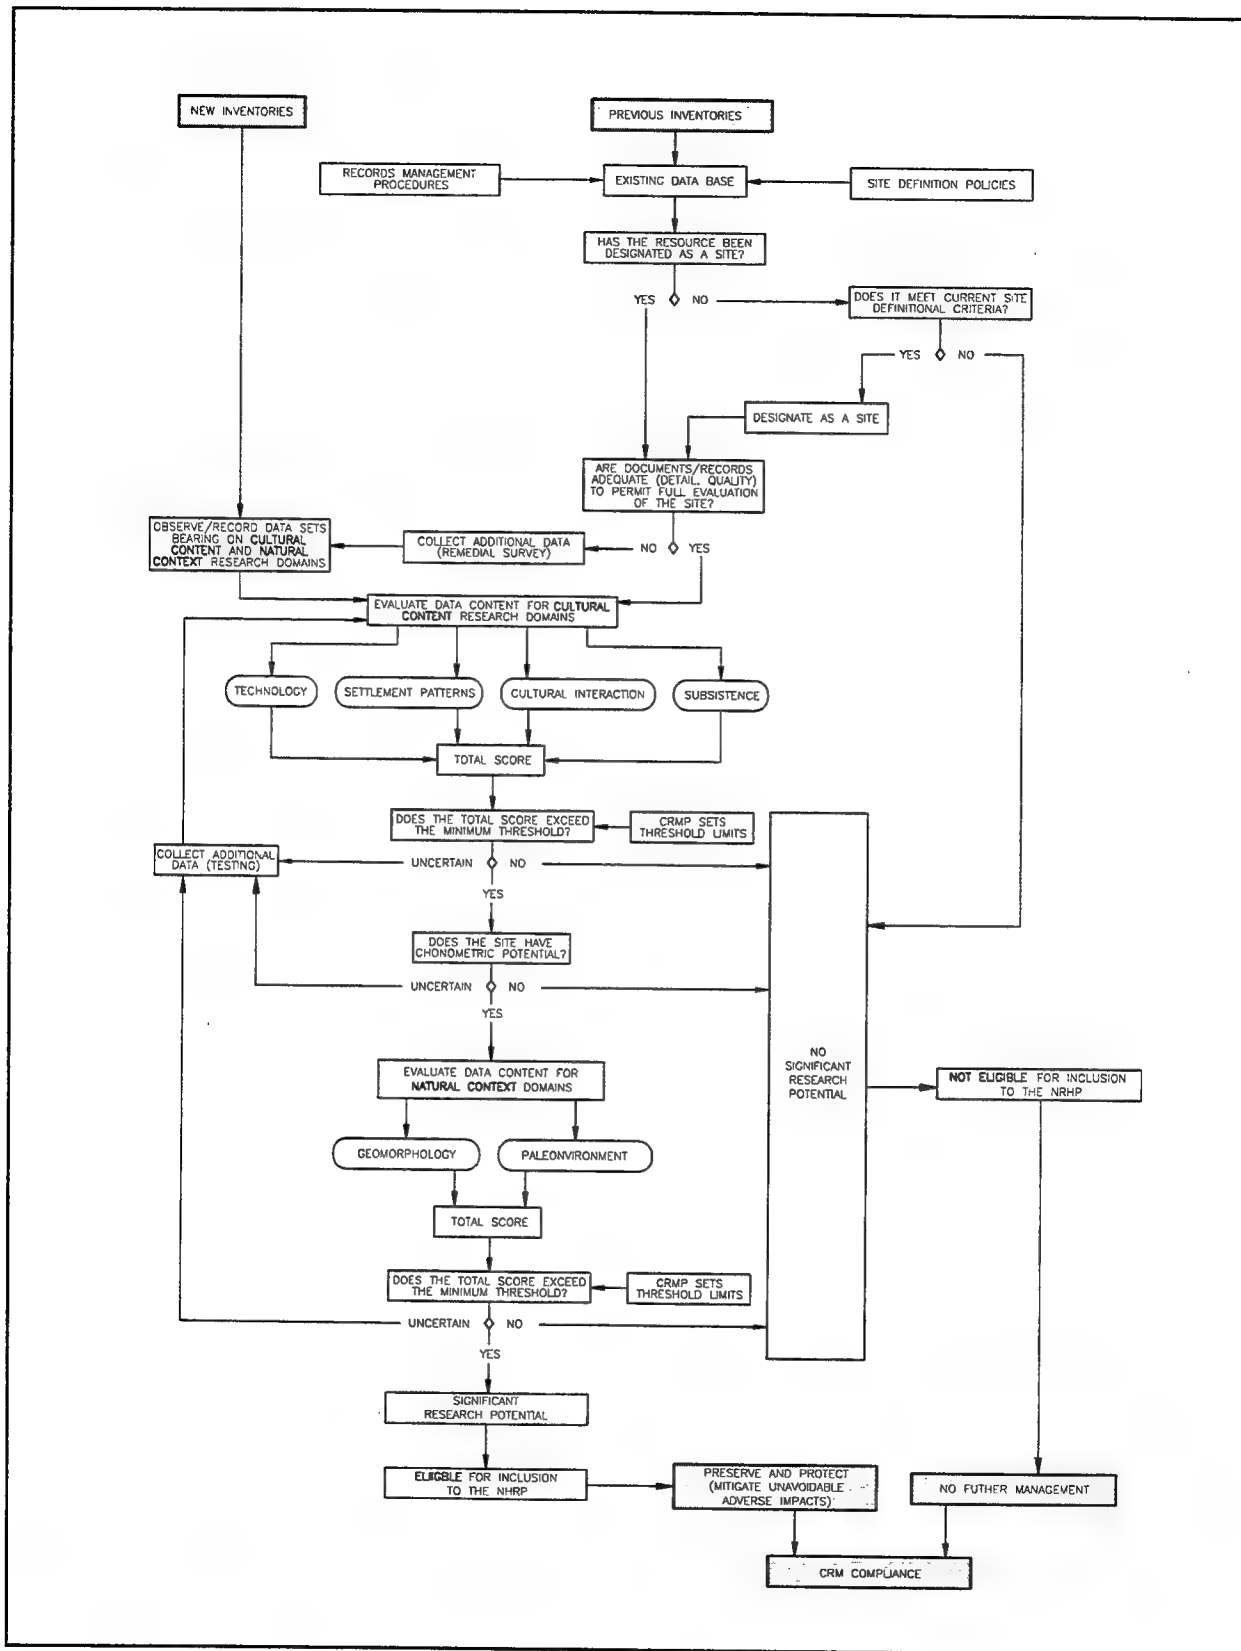 NEW INVENTORIES
PREVIOUS INVENTORIES
RECORDS MANAGEMENT
PROCEDURES
EXISTING DATA BASE
SITE DEFINITION POLICIES
HAS THE RESOURCE BEEN
DESIGNATED AS A SITE?
YES
NO
DOES IT MEET CURRENT SITE
DEFINITIONAL CRITERIA?
YES
NO
DESIGNATE AS A SITE
ARE DOCUMENTS/RECORDS
ADEQUATE (DETAIL, QUALITY)
TO PERMIT FULL EVALUATION
OF THE SITE?
OBSERVE/RECORD DATA SETS
BEARING ON CULTURAL
CONTENT AND NATURAL
CONTEXT RESEARCH DOMAINS
COLLECT ADDITIONAL DATA
(REMEDIAL SURVEY)
NO
YES
EVALUATE DATA CONTENT FOR CULTURAL
CONTENT RESEARCH DOMAINS
TECHNOLOGY
SETTLEMENT PATTERNS
CULTURAL INTERACTION
SUBSISTENCE
TOTAL SCORE
DOES THE TOTAL SCORE EXCEED
THE MINIMUM THRESHOLD?
CRMP SETS
THRESHOLD LIMITS
COLLECT ADDITIONAL
DATA (TESTING)
UNCERTAIN
NO
YES
DOES THE SITE HAVE
CHONOMETRIC POTENTIAL?
UNCERTAIN
NO
YES
NO
SIGNIFICANT
RESEARCH
POTENTIAL
EVALUATE DATA CONTENT FOR
NATURAL CONTEXT DOMAINS
NOT ELIGIBLE FOR INCLUSION
TO THE NRHP
GEOMORPHOLOGY
PALEONVIRONMENT
TOTAL SCORE
DOES THE TOTAL SCORE EXCEED
THE MINIMUM THRESHOLD?
CRMP SETS
THRESHOLD LIMITS
UNCERTAIN
NO
YES
SIGNIFICANT
RESEARCH POTENTIAL
ELIGIBLE FOR INCLUSION
TO THE NHRP
PRESERVE AND PROTECT
(MITIGATE UNAVOIDABLE
ADVERSE IMPACTS)
NO FUTHER MANAGEMENT
CRM COMPLIANCE